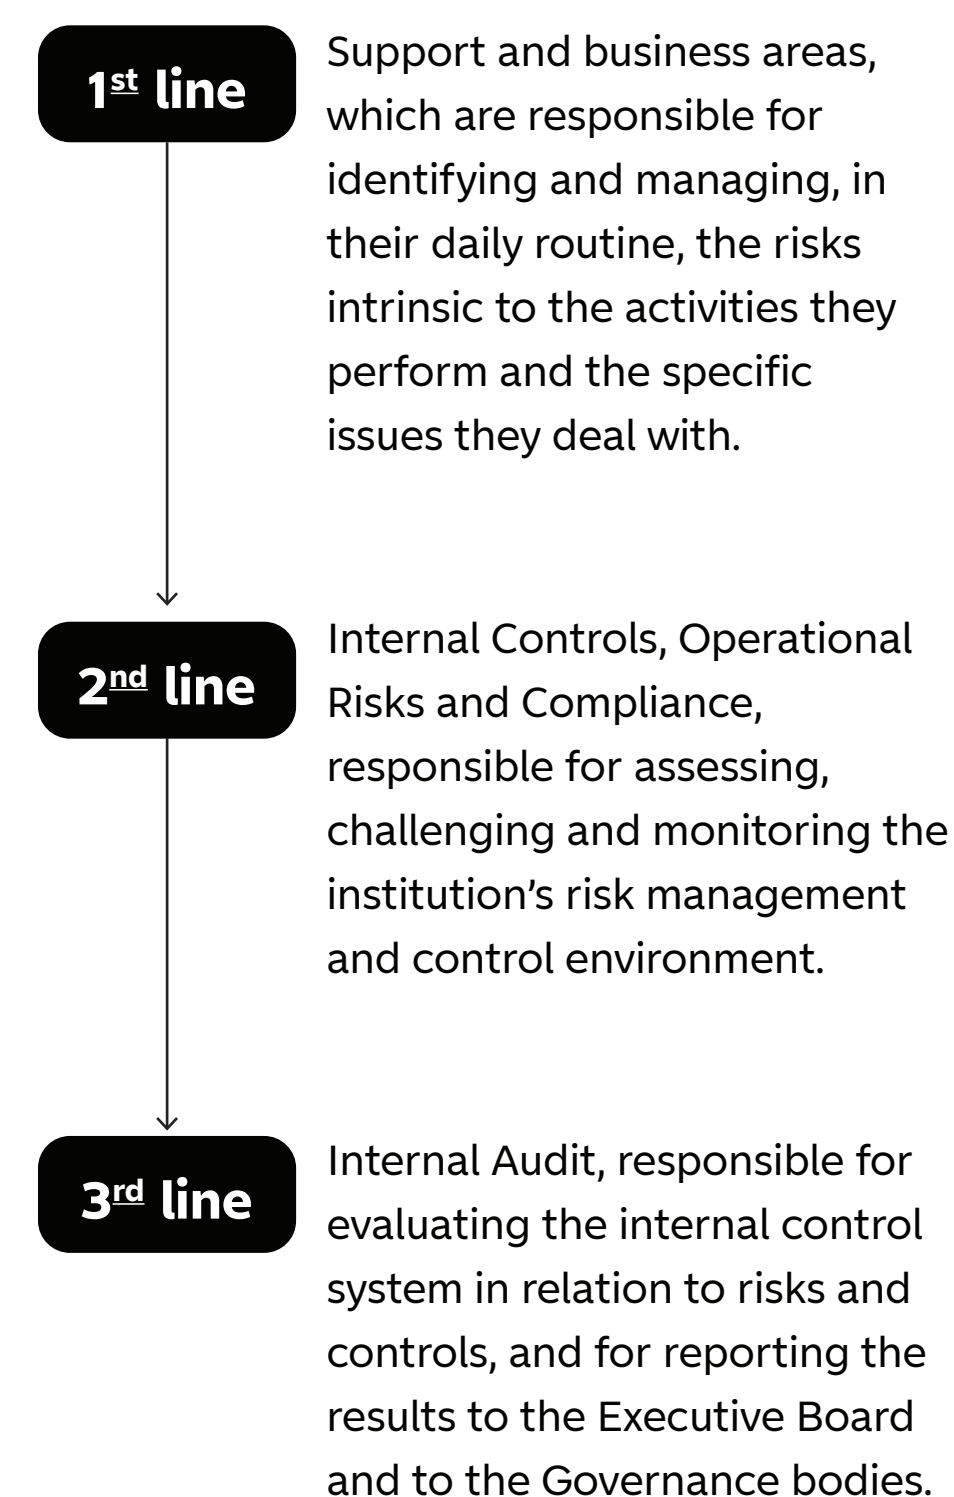 1st line
Support and business areas,
which are responsible for
identifying and managing, in
their daily routine, the risks
intrinsic to the activities they
perform and the specific
issues they deal with.
2nd line
Internal Controls, Operational
Risks and Compliance,
responsible for assessing,
challenging and monitoring the
institution’s risk management
and control environment.
3rd line
Internal Audit, responsible for
evaluating the internal control
system in relation to risks and
controls, and for reporting the
results to the Executive Board
and to the Governance bodies.